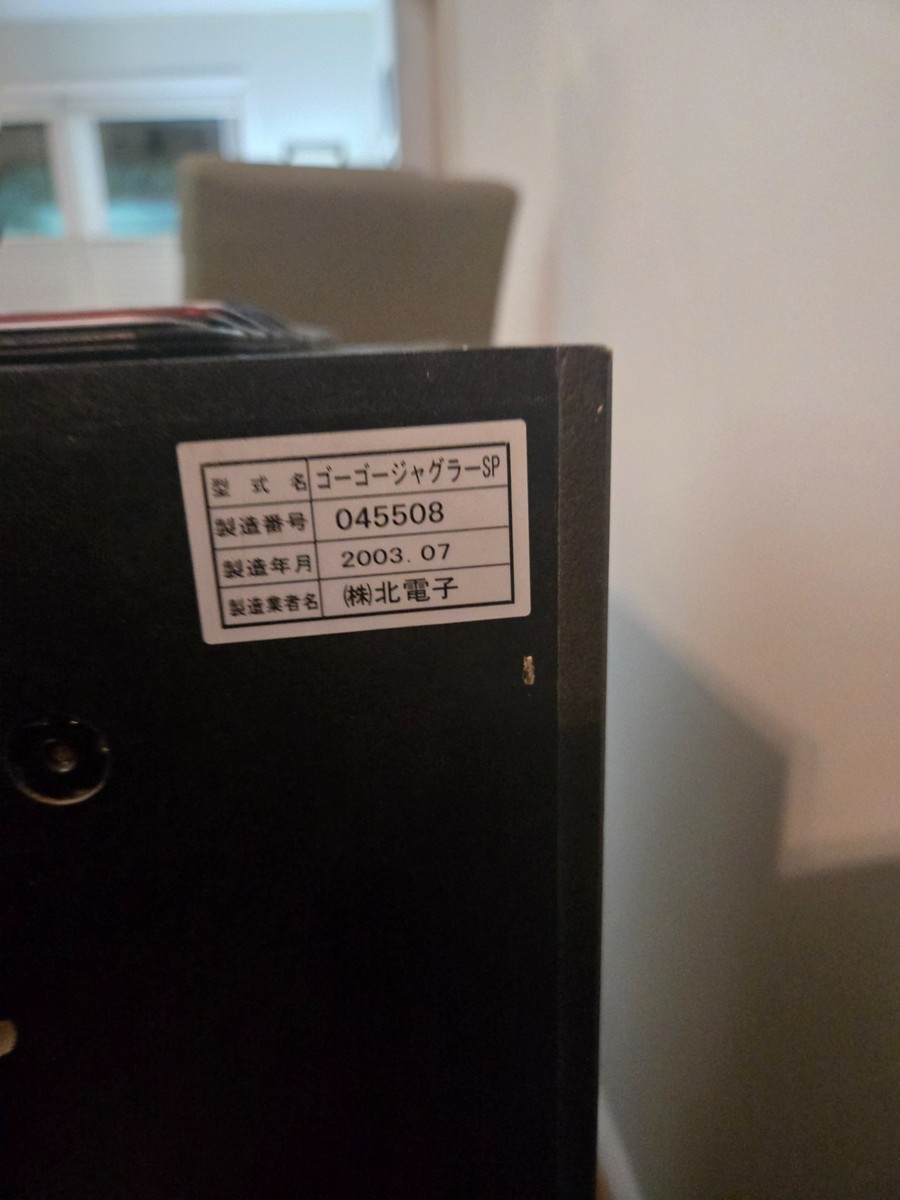 型式名 ゴーゴージャグラーSP
製造番号 045508
製造年月 2003.07
製造業者名 ㈱北電子